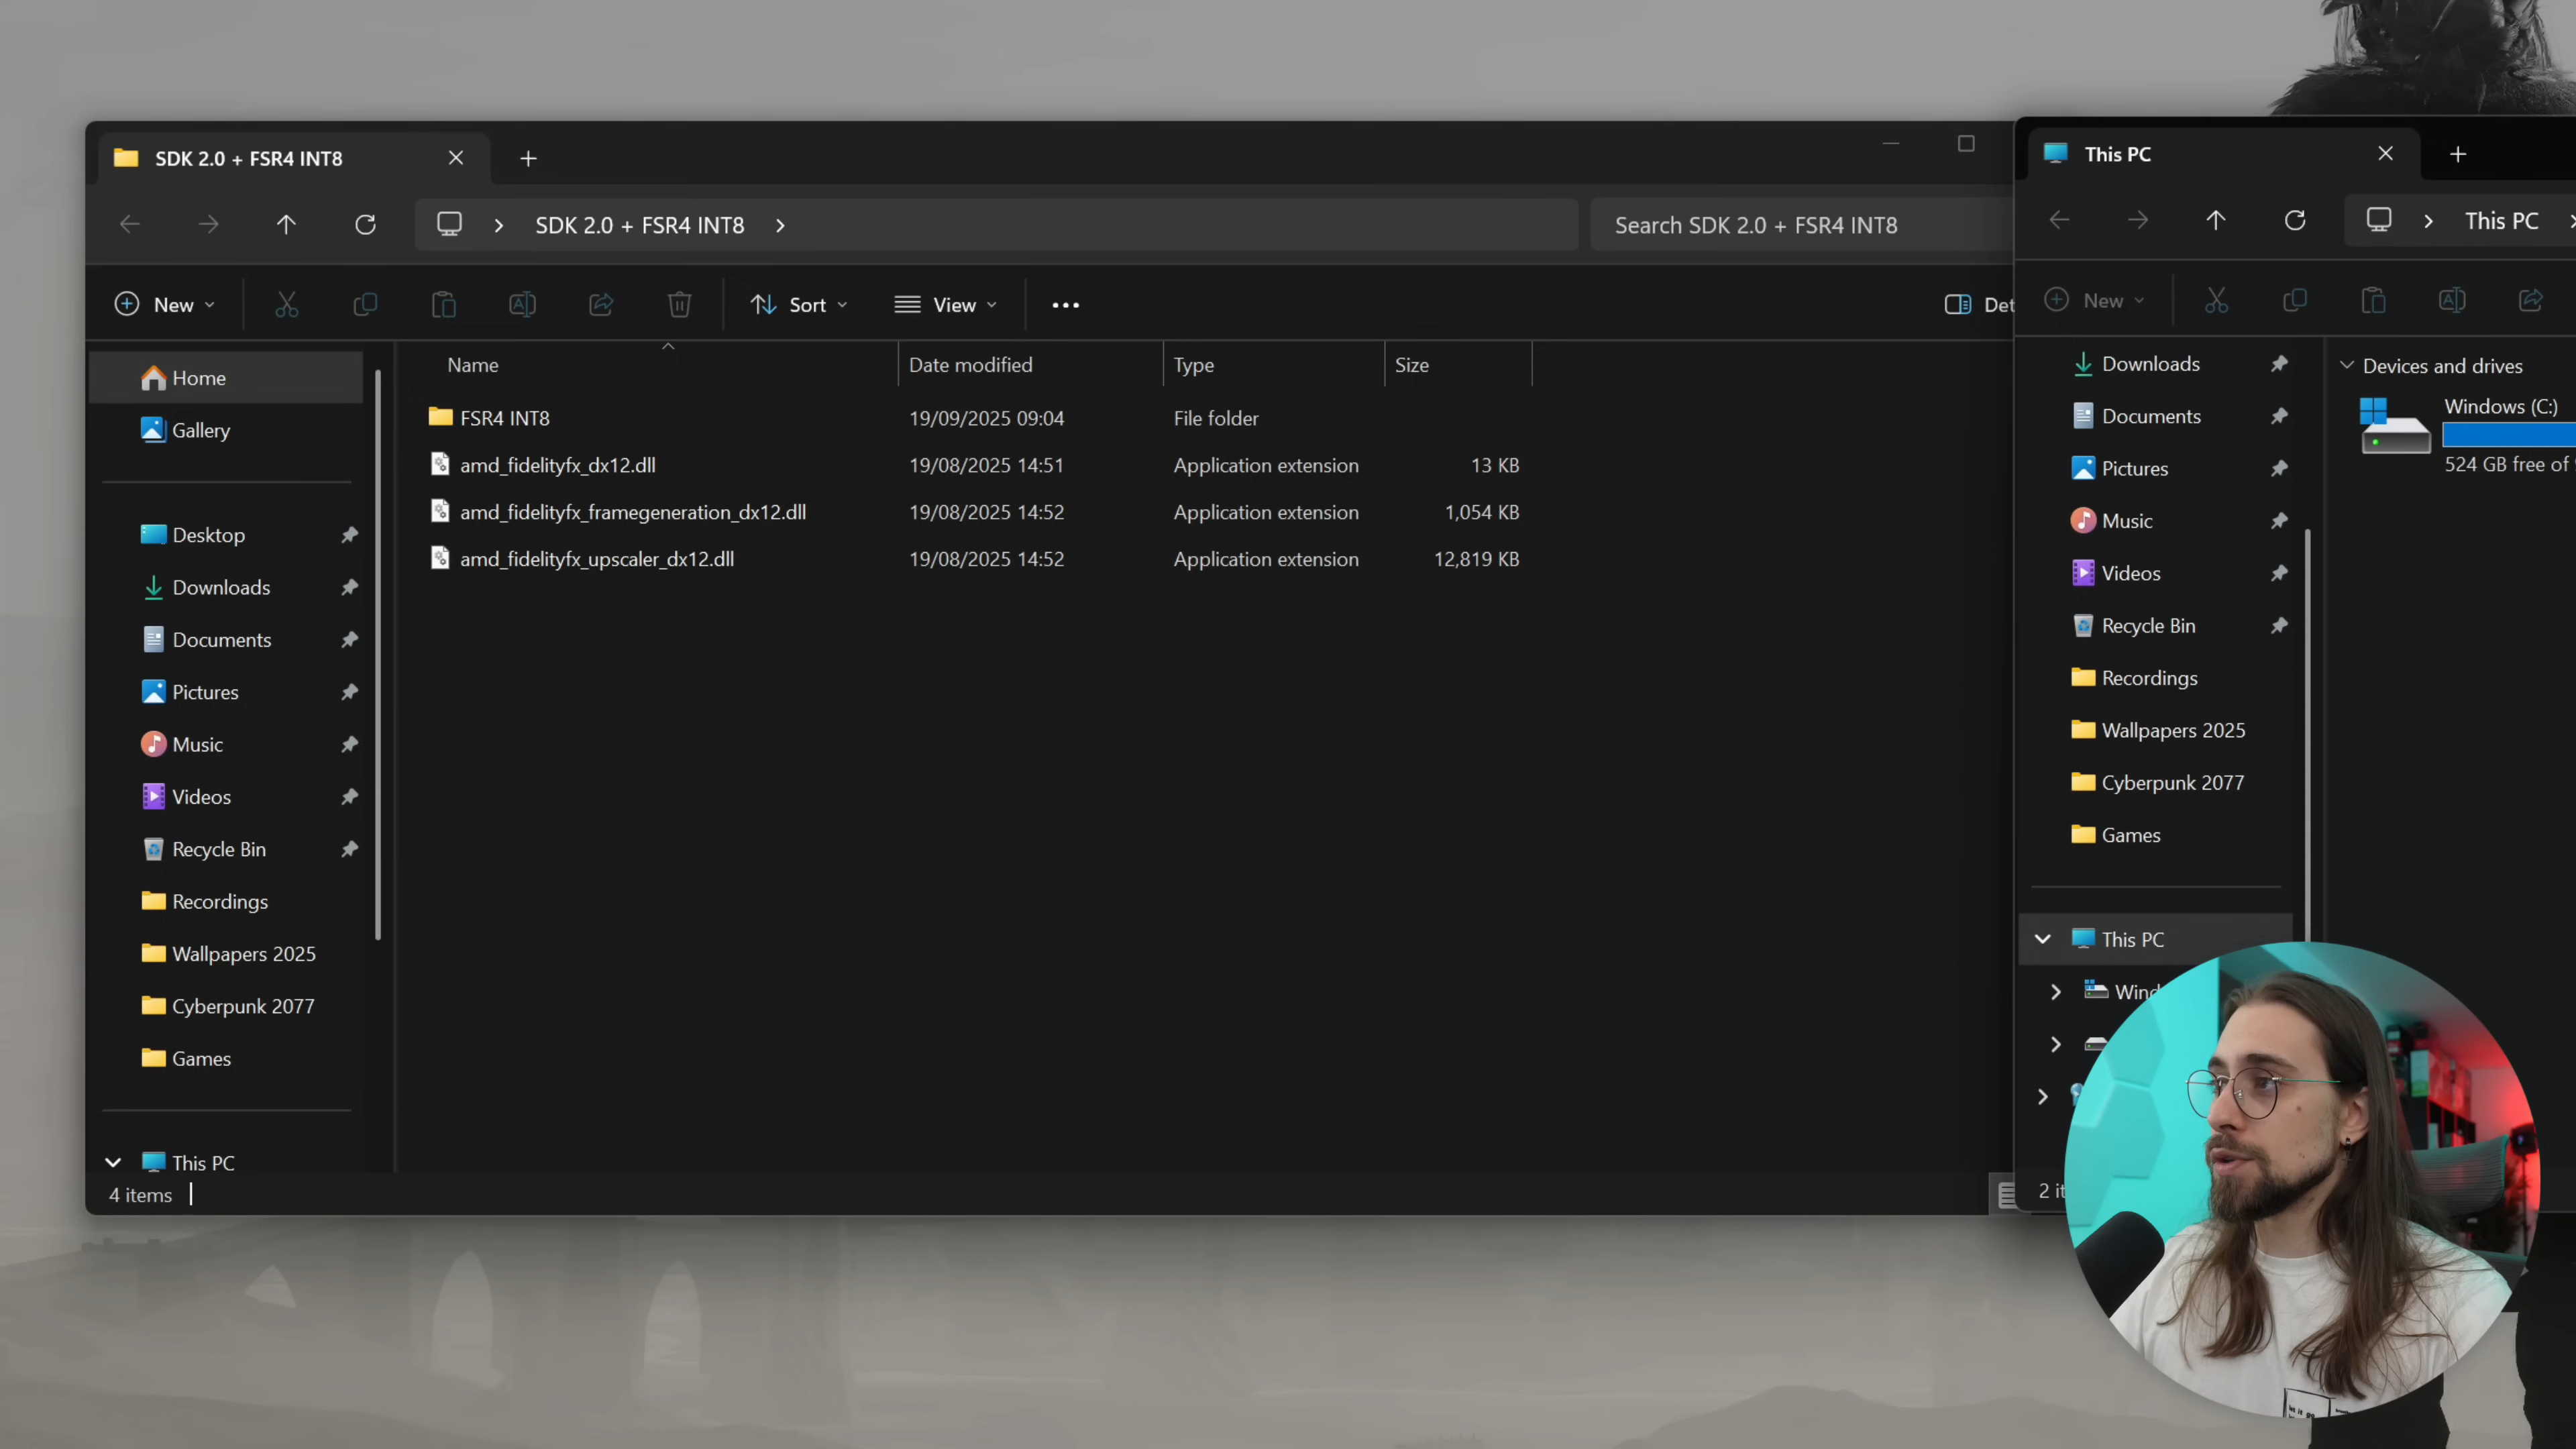 SDK 2.0 + FSR4 INT8
SDK 2.0 + FSR4 INT8
Search SDK 2.0 + FSR4 INT8
New
Sort
View
Det
Name
Date modified
Type
Size
FSR4 INT8
19/09/2025 09:04
File folder
amd_fidelityfx_dx12.dll
19/08/2025 14:51
Application extension
13 KB
amd_fidelityfx_framegeneration_dx12.dll
19/08/2025 14:52
Application extension
1,054 KB
amd_fidelityfx_upscaler_dx12.dll
19/08/2025 14:52
Application extension
12,819 KB
Home
Gallery
Desktop
Downloads
Documents
Pictures
Music
Videos
Recycle Bin
Recordings
Wallpapers 2025
Cyberpunk 2077
Games
This PC
4 items
This PC
This PC
New
Downloads
Documents
Pictures
Music
Videos
Recycle Bin
Recordings
Wallpapers 2025
Cyberpunk 2077
Games
This PC
Wind
2 it
Devices and drives
Windows (C:)
524 GB free of